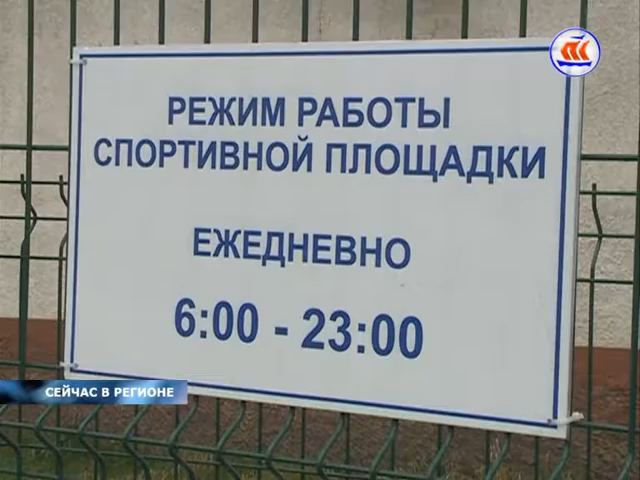 РЕЖИМ РАБОТЫ
СПОРТИВНОЙ ПЛОЩАДКИ
ЕЖЕДНЕВНО
6:00 - 23:00
СЕЙЧАС В РЕГИОНЕ